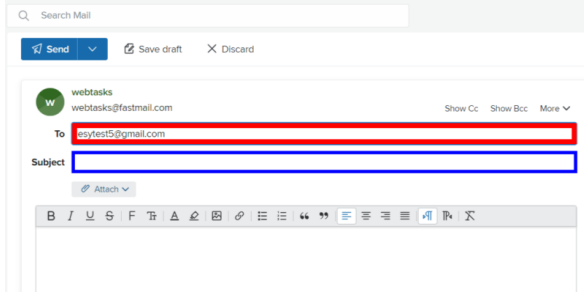 Search Mail
Send Save draft Discard
w
webtasks
webtasks@fastmail.com Show Cc Show Bcc More
To esytest5@gmail.com
Subject
Attach
B I U S F Tt A